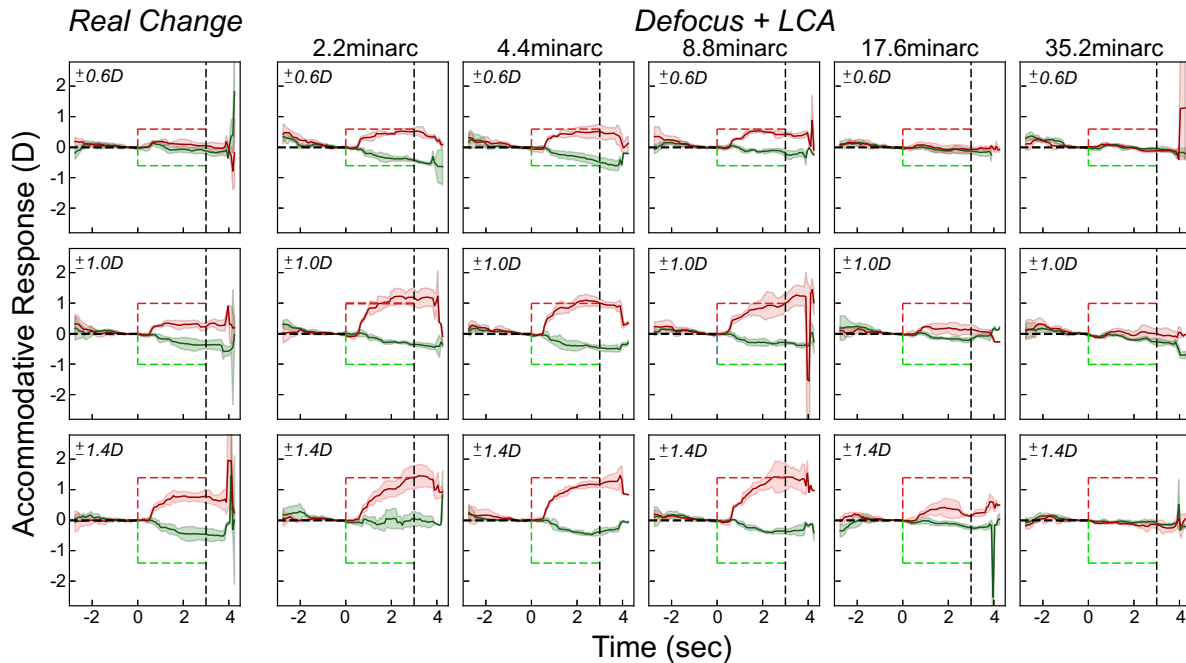 Real Change Defocus + LCA
2.2minarc 4.4minarc 8.8minarc 17.6minarc 35.2minarc
±0.6D ±0.6D ±0.6D ±0.6D ±0.6D ±0.6D
2
1
0
-1
-2
±1.0D ±1.0D ±1.0D ±1.0D ±1.0D ±1.0D
2
1
0
-1
-2
±1.4D ±1.4D ±1.4D ±1.4D ±1.4D ±1.4D
2
1
0
-1
-2
-2 0 2 4 -2 0 2 4 -2 0 2 4 -2 0 2 4 -2 0 2 4 -2 0 2 4
Accommodative Response (D)
Time (sec)